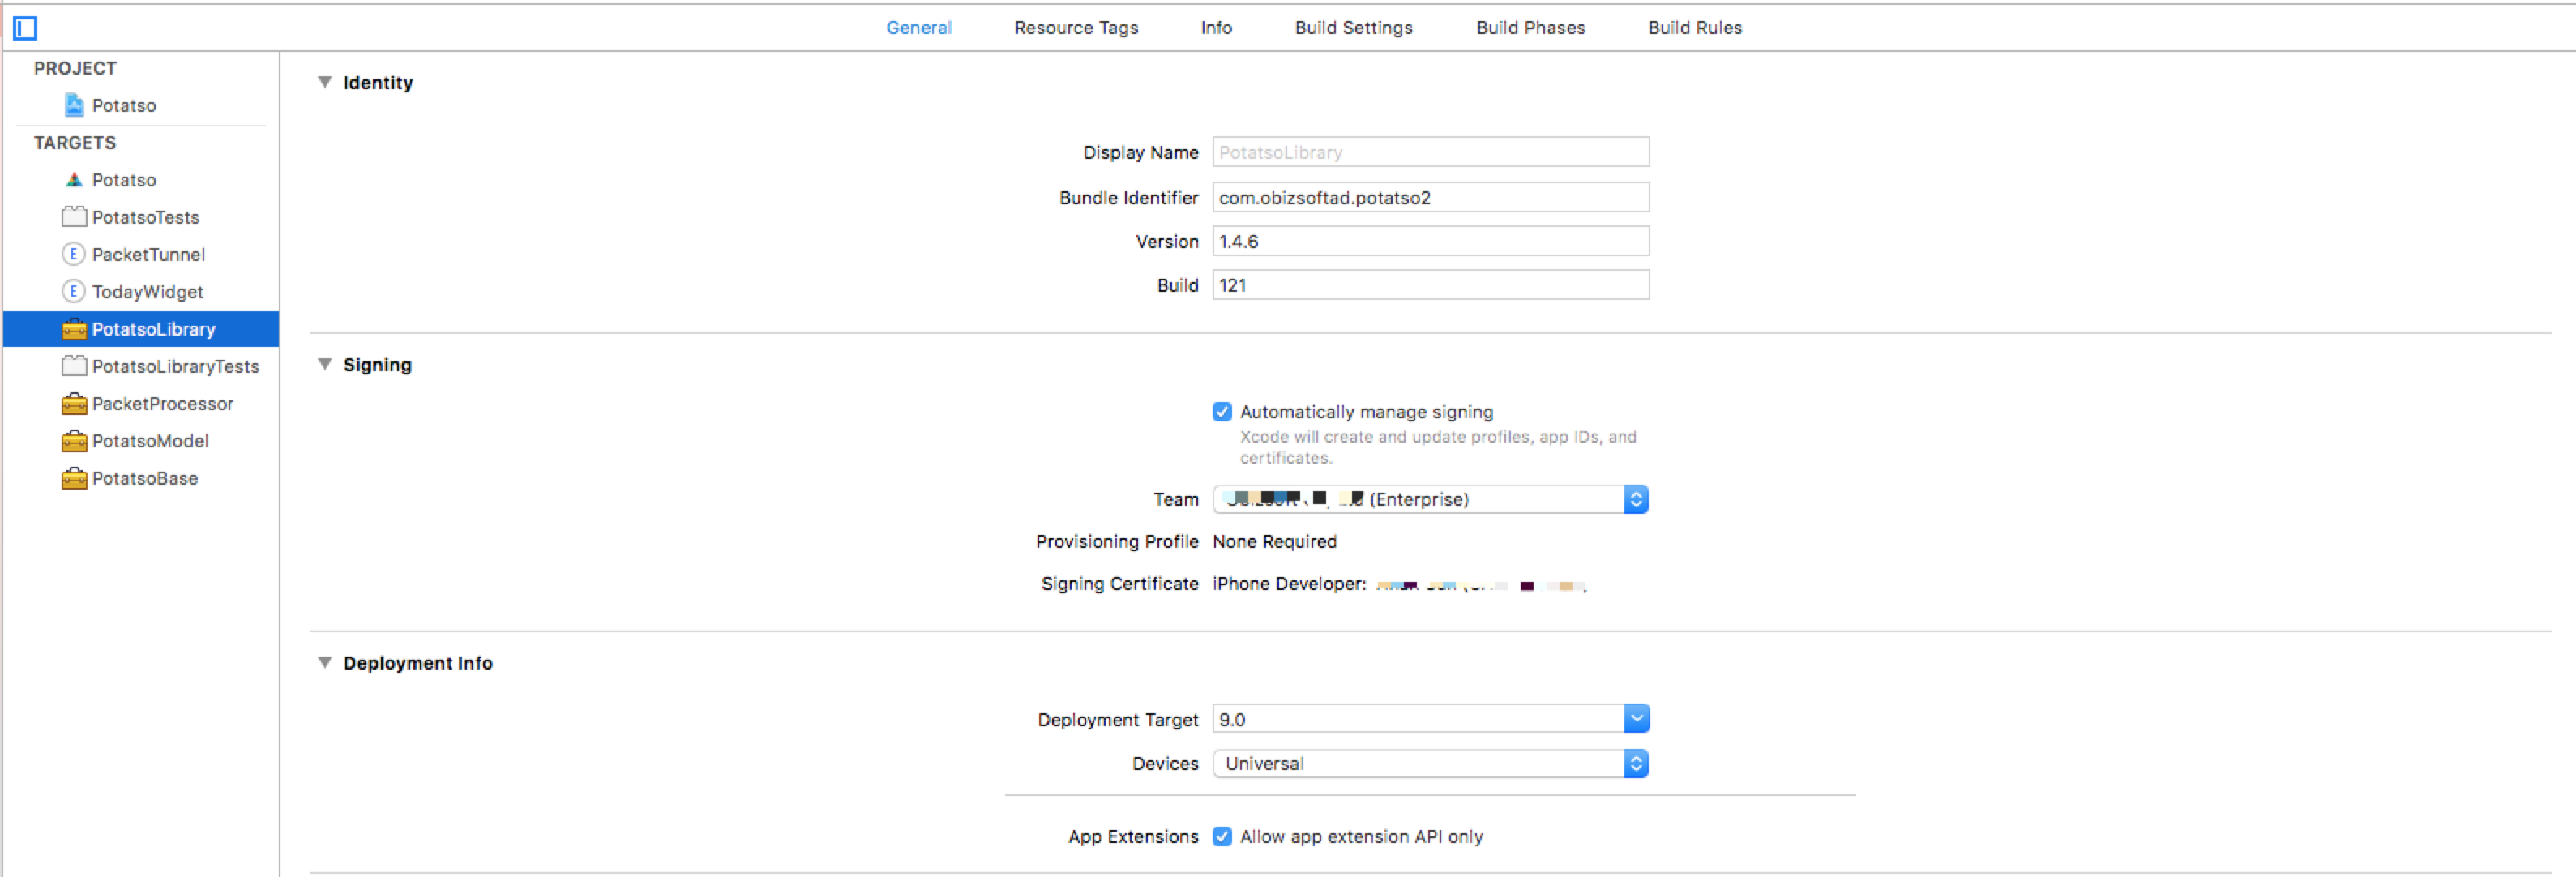 General Resource Tags Info Build Settings Build Phases Build Rules
PROJECT
Potatso
TARGETS
Potatso
PotatsoTests
PacketTunnel
TodayWidget
PotatsoLibrary
PotatsoLibraryTests
PacketProcessor
PotatsoModel
PotatsoBase
Identity
Display Name PotatsoLibrary
Bundle Identifier com.obizsoftad.potatso2
Version 1.4.6
Build 121
Signing
Automatically manage signing
Xcode will create and update profiles, app IDs, and
certificates.
Team (Enterprise)
Provisioning Profile None Required
Signing Certificate iPhone Developer:
Deployment Info
Deployment Target 9.0
Devices Universal
App Extensions Allow app extension API only